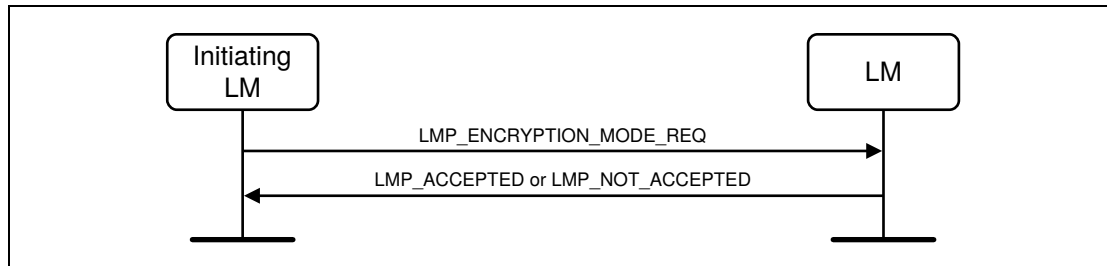 Initiating
LM
LM
LMP_ENCRYPTION_MODE_REQ
LMP_ACCEPTED or LMP_NOT_ACCEPTED